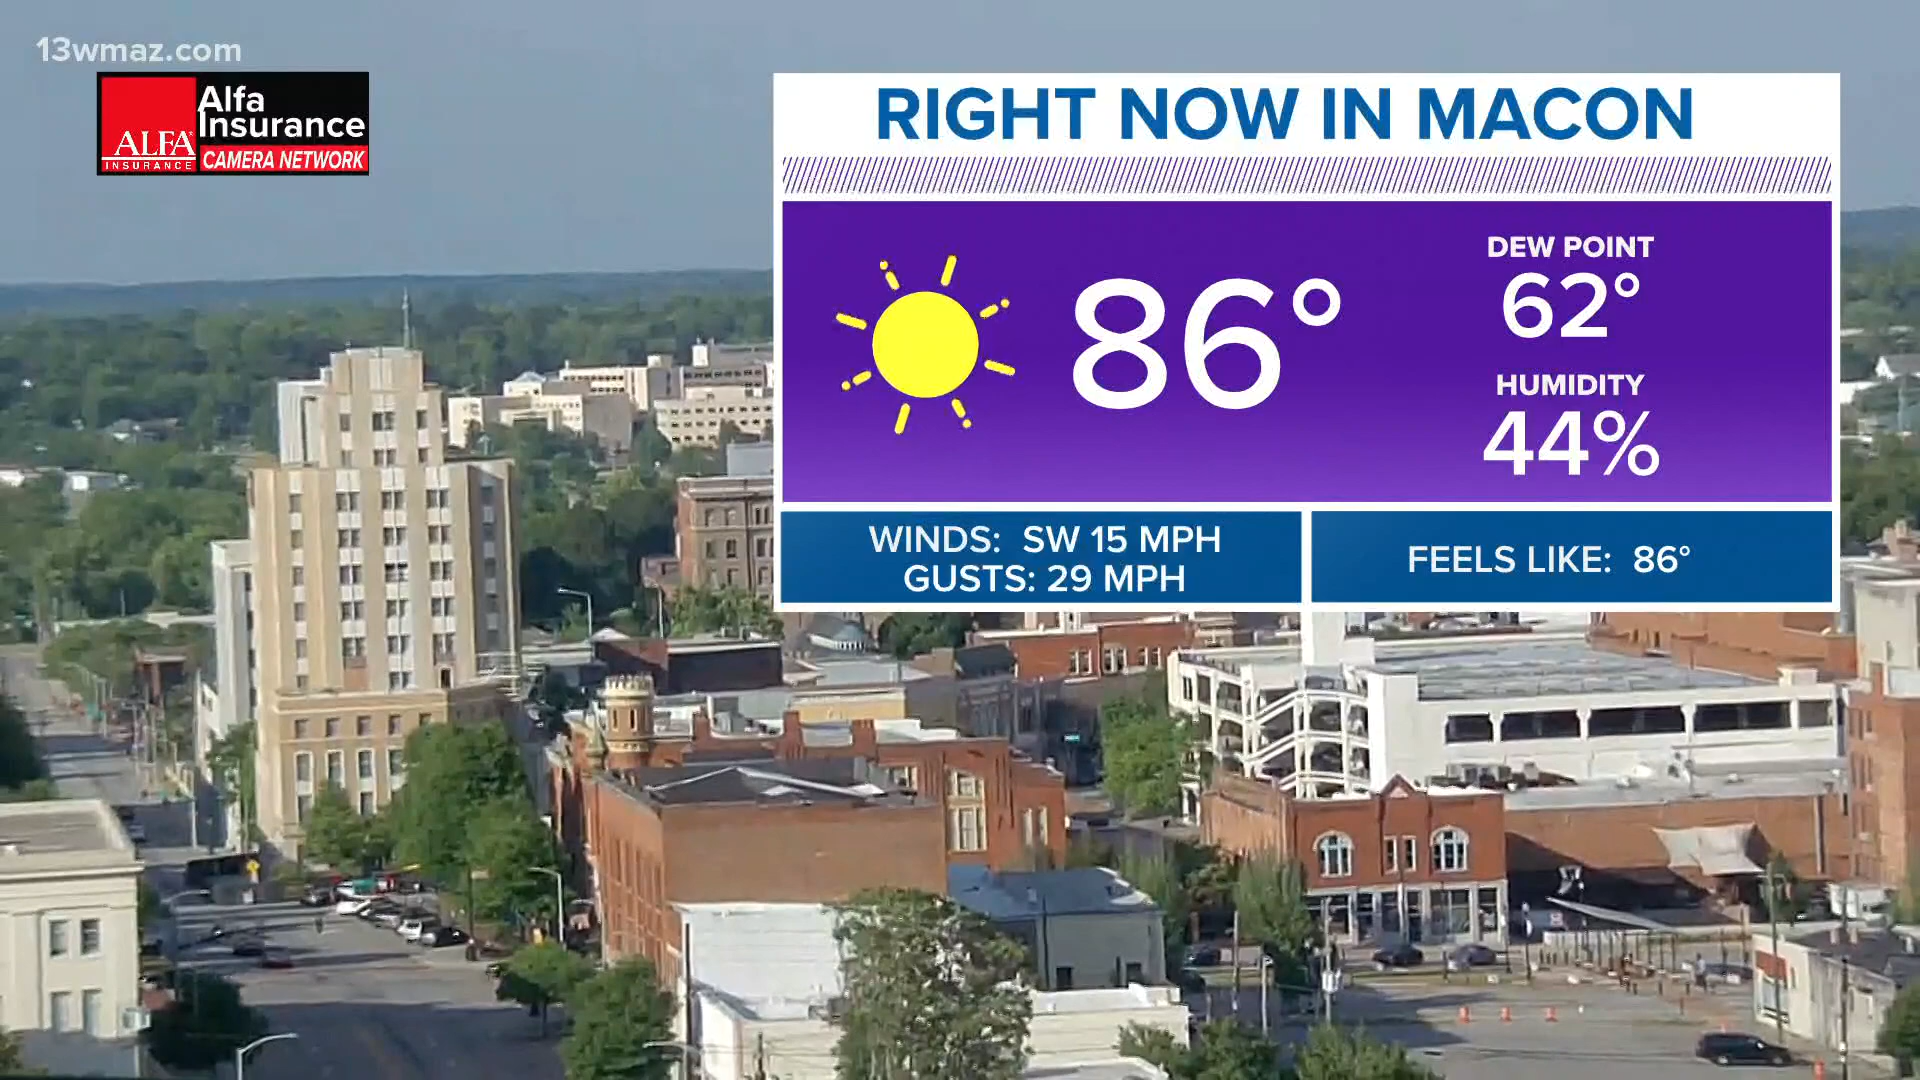 13wmaz.com
ALFA
INSURANCE
Alfa
Insurance
CAMERA NETWORK
RIGHT NOW IN MACON
86°
DEW POINT
62°
HUMIDITY
44%
WINDS: SW 15 MPH
GUSTS: 29 MPH
FEELS LIKE: 86°